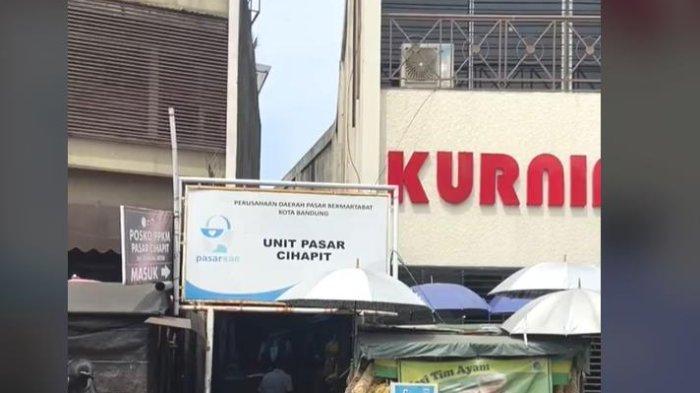 KURNI
PERUSAHAAN DAERAH PASAR BERMARTABAT
KOTA BANDUNG
UNIT PASAR
CIHAPIT
pasarkan
POSKO PPKM
PASAR CIHAPIT
MASUK
Tim Ayam